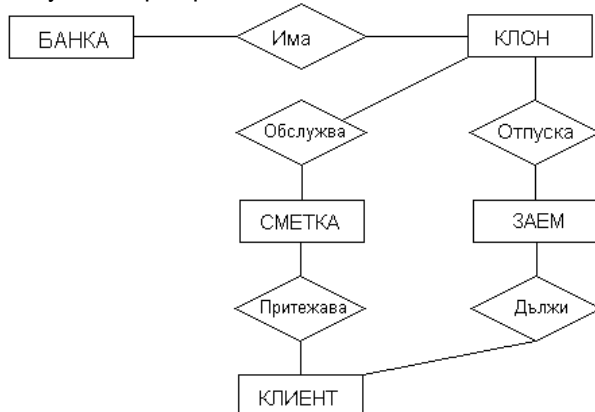 БАНКА
Има
КЛОН
Обслужва
Отпуска
СМЕТКА
ЗАЕМ
Притежава
Дължи
КЛИЕНТ